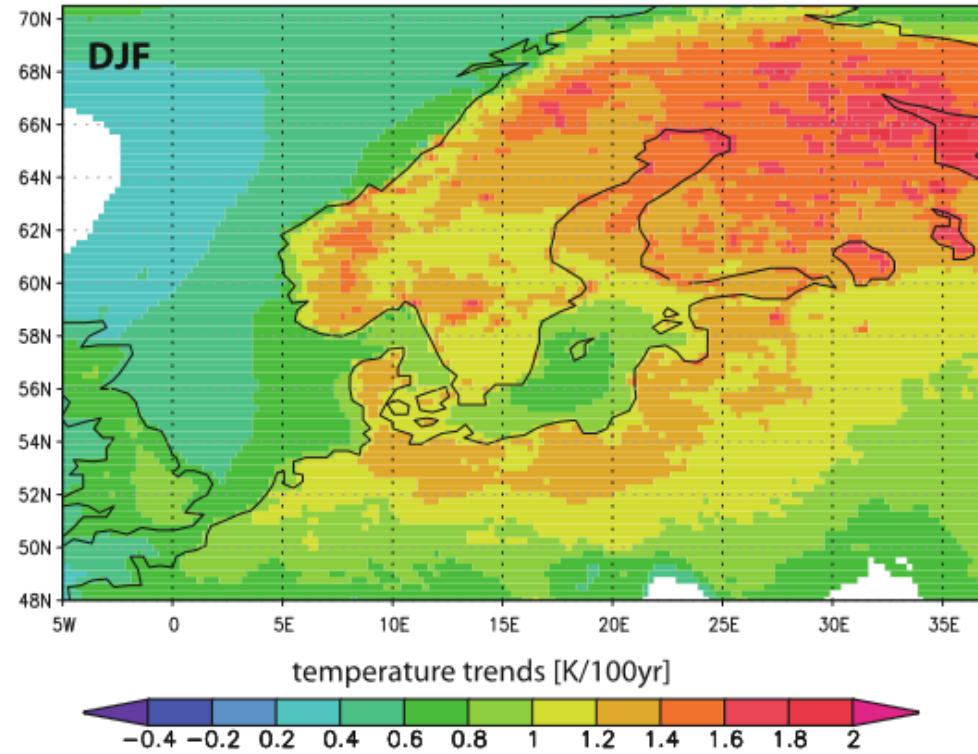 70N
DJF
68N
66N
64N
62N
60N
58N
56N
54N
52N
50N
48N
5W 0 5E 10E 15E 20E 25E 30E 35E
temperature trends [K/100yr]
−0.4 −0.2 0.2 0.4 0.6 0.8 1 1.2 1.4 1.6 1.8 2